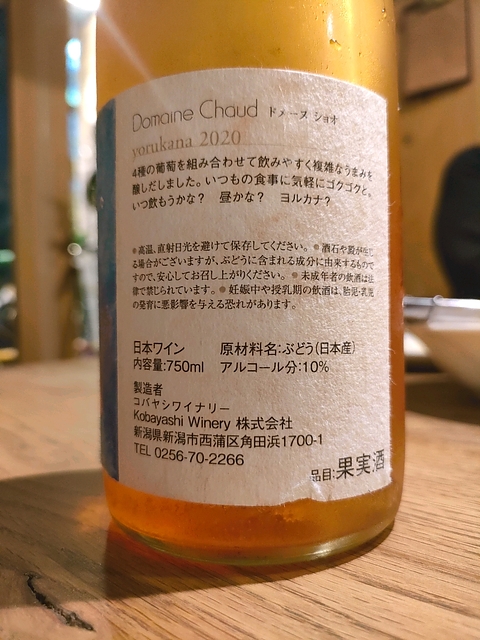 Domaine Chaud ドメーヌ ショオ
yorukana 2020
4種の葡萄を組み合わせて飲みやすく複雑なうまみを
醸しだしました。いつもの食事に気軽にゴクゴクと。
いつ飲もうかな? 昼かな? ヨルカナ?
●高温、直射日光を避けて保存してください。●酒石や澱が生じ
る場合がございますが、ぶどうに含まれる成分に由来するもので
すので、安心してお召し上がりください。●未成年者の飲酒は法
律で禁じられています。●妊娠中や授乳期の飲酒は、胎児・乳児
の発育に悪影響を与える恐れがあります。
日本ワイン 原材料名:ぶどう(日本産)
内容量:750ml アルコール分:10%
製造者
コバヤシワイナリー
Kobayashi Winery 株式会社
新潟県新潟市西蒲区角田浜1700-1
TEL 0256-70-2266
品目:果実酒